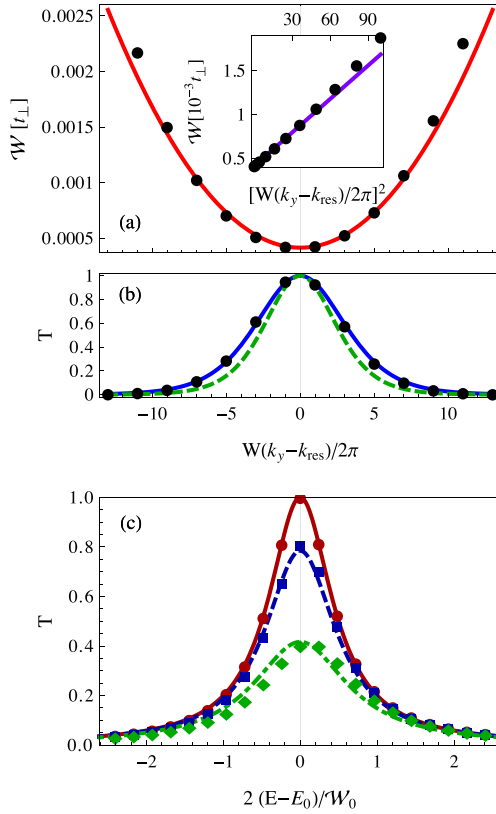 30 60 90
0.0025
0.002
0.0015
0.001
0.0005
𝒲 [t⊥]
1.5
1
0.5
𝒲[10⁻³t⊥]
[W(k_y−k_res)/2π]²
(a)
(b)
1
0.8
0.6
0.4
0.2
0
T
−10 −5 0 5 10
W(k_y−k_res)/2π
(c)
1.0
0.8
0.6
0.4
0.2
0.0
T
−2 −1 0 1 2
2 (E−E₀)/𝒲₀